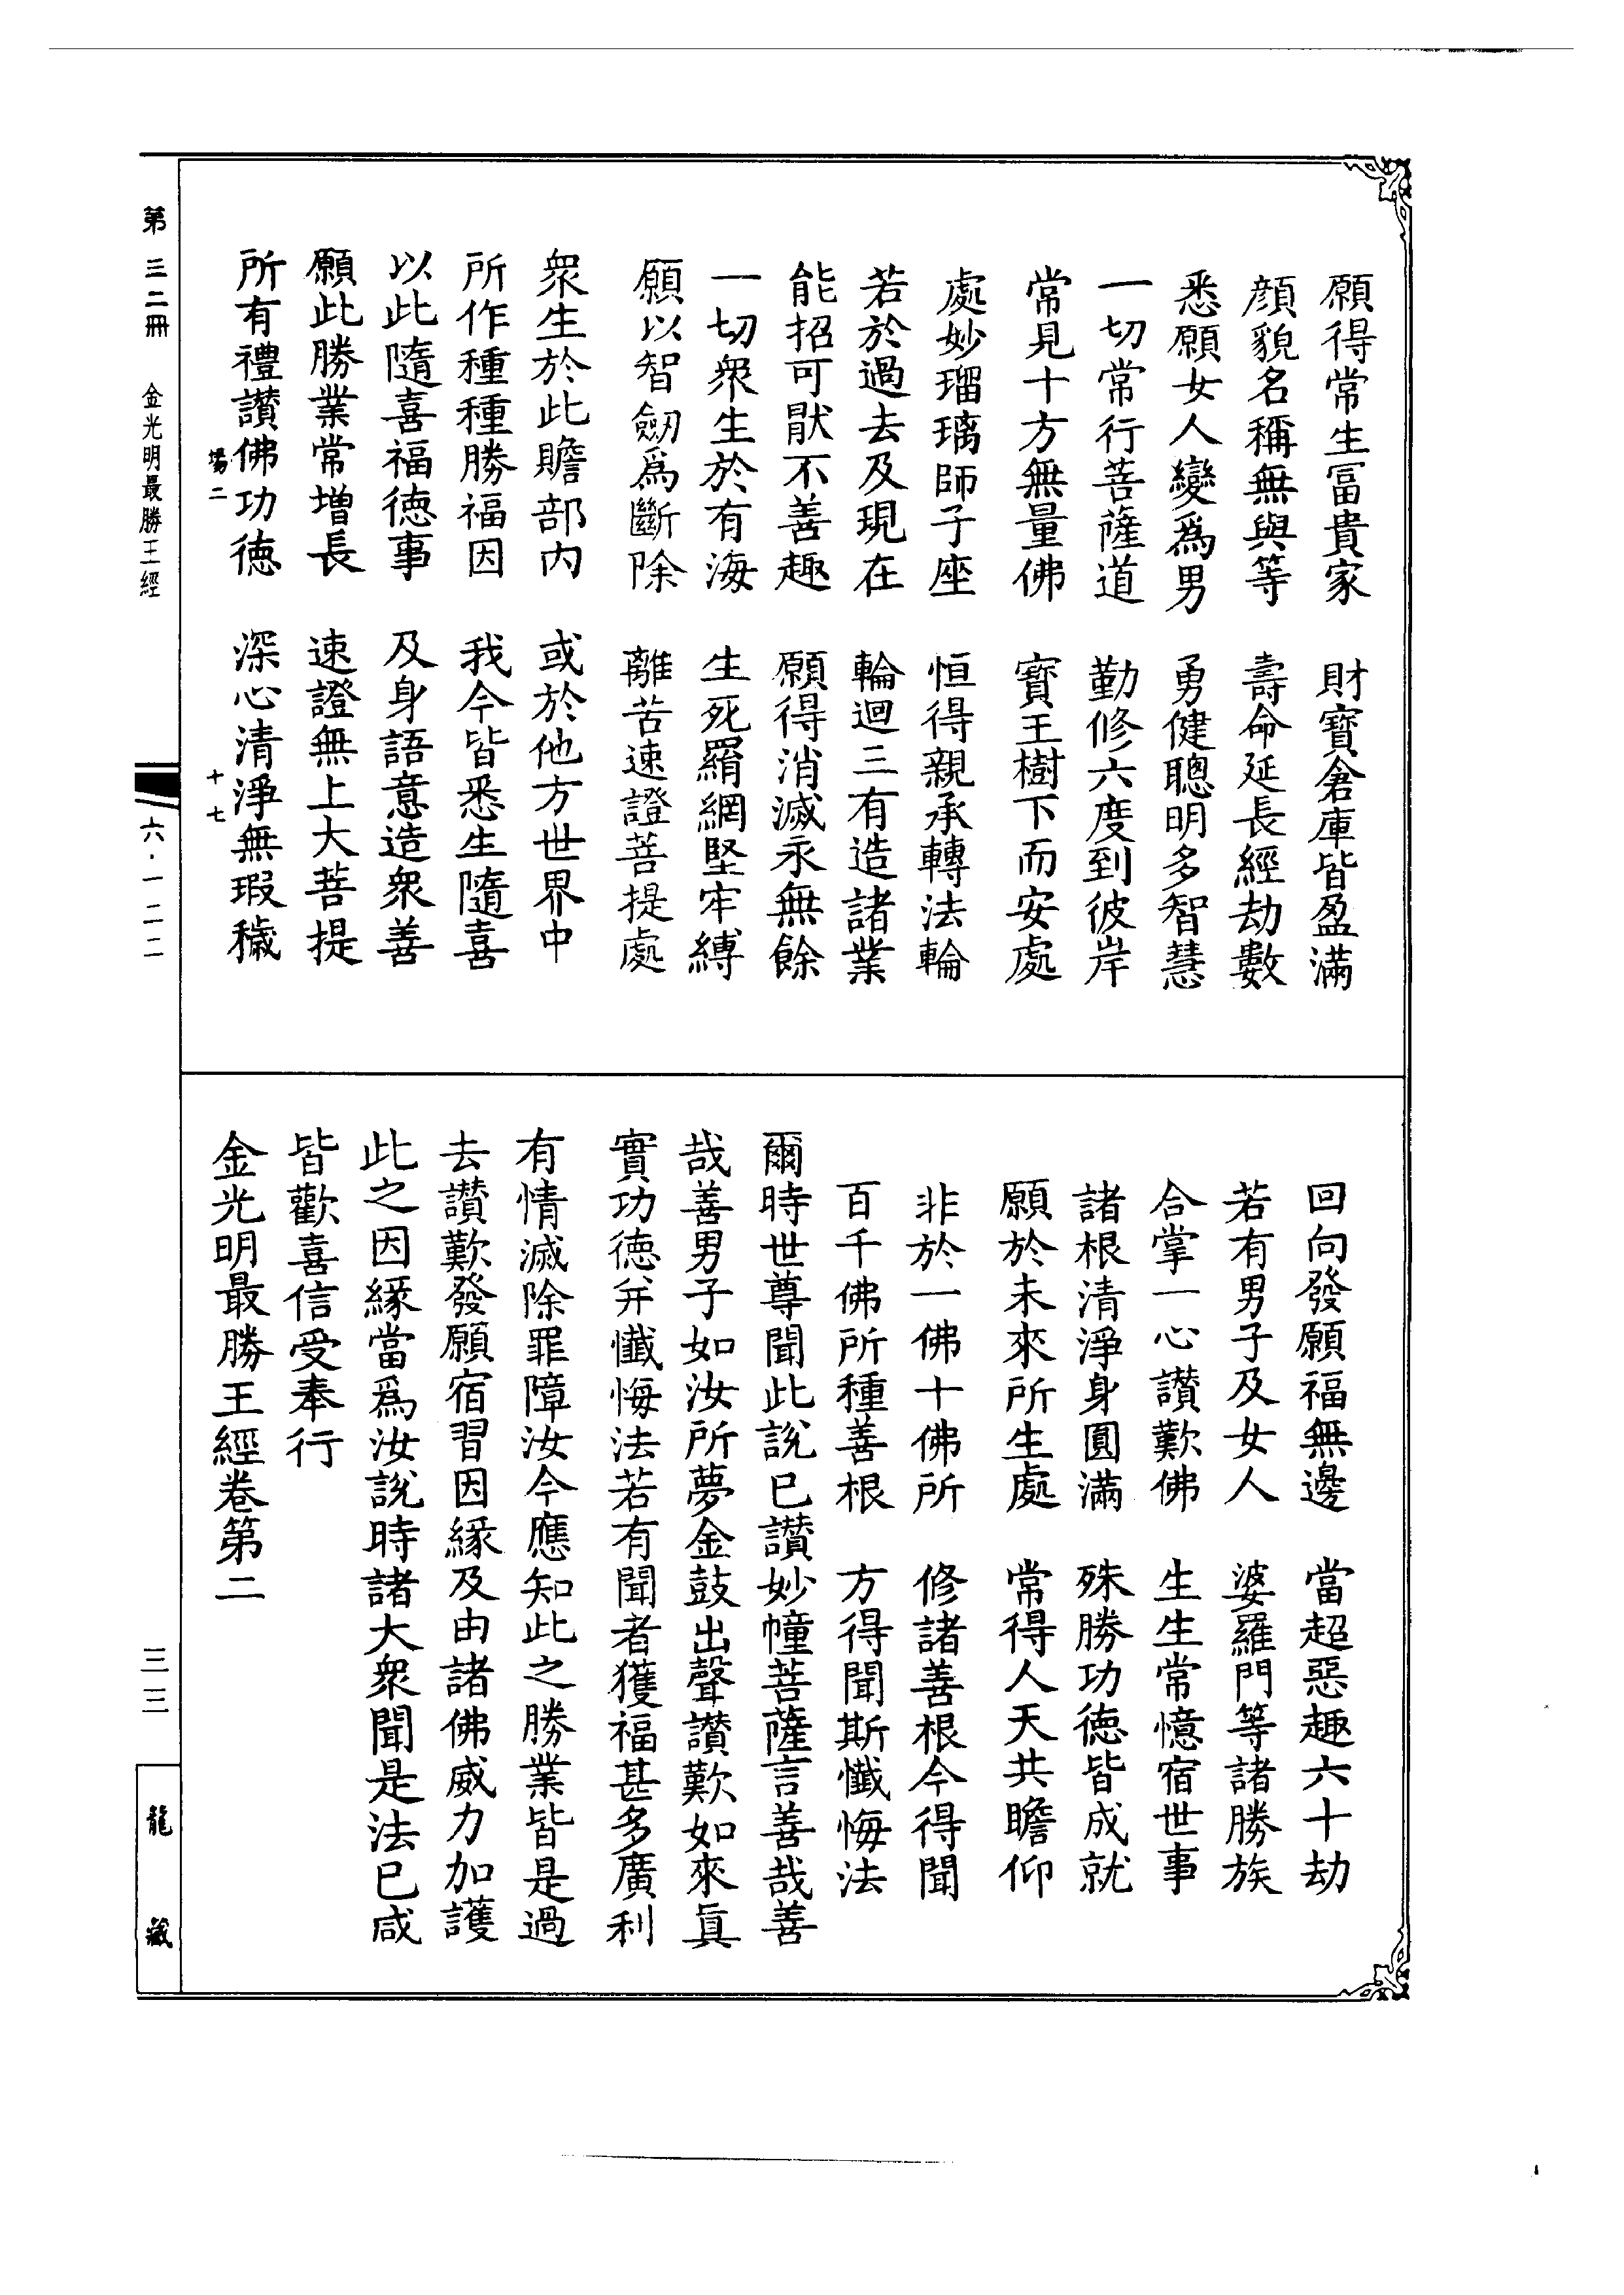 願得常生冨貴家　財寶倉庫皆盈滿
顏貌名稱無與等　壽命延長經劫數
悉願女人變爲男　勇健聰明多智慧
一切常行菩薩道　勤修六度到彼岸
常見十方無量佛　寶王樹下而安處
處妙瑠璃師子座　恒得親承轉法輪
若於過去及現在　輪迴三有造諸業
能招可猒不善趣　願得消滅永無餘
一切衆生於有海　生死羂網堅牢縛
願以智劒爲斷除　離苦速證菩提處
衆生於此贍部内　或於他方世界中
所作種種勝福因　我今皆悉生隨喜
以此隨喜福德事　及身語意造衆善
願此勝業常增長　速證無上大菩提
所有禮讃佛功德　深心清淨無瑕穢
場二　十七
回向發願福無邊　當超惡趣六十劫
若有男子及女人　婆羅門等諸勝族
合掌一心讃歎佛　生生常憶宿世事
諸根清淨身圓滿　殊勝功德皆成就
願於未來所生處　常得人天共瞻仰
非於一佛十佛所　修諸善根今得聞
百千佛所種善根　方得聞斯懺悔法
爾時世尊聞此說已讃妙幢菩薩言善哉善
哉善男子如汝所夢金鼓出聲讃歎如來眞
實功德并懺悔法若有聞者獲福甚多廣利
有情滅除罪障汝今應知此之勝業皆是過
去讃歎發願宿習因緣及由諸佛威力加護
此之因緣當爲汝說時諸大衆聞是法已咸
皆歡喜信受奉行
金光明最勝王經卷第二
第三二冊　金光明最勝王經　六·一二二　三三　龍藏